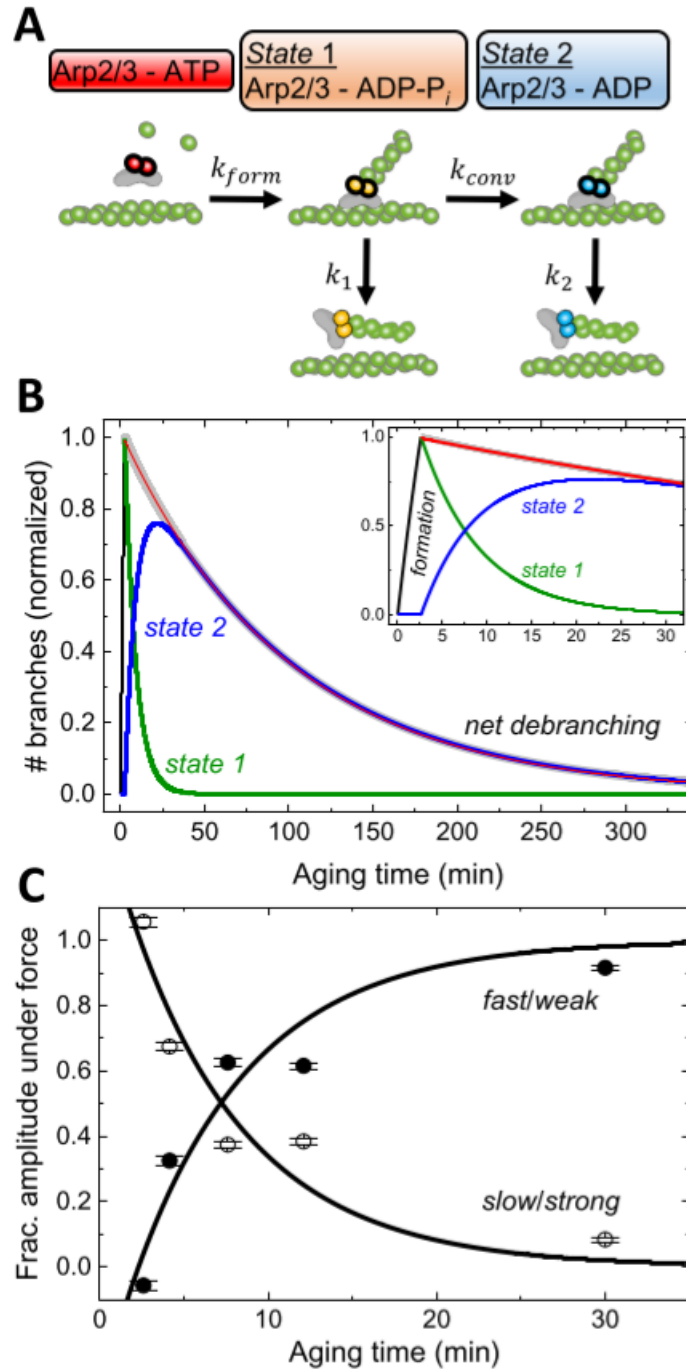 A
Arp2/3 - ATP
State 1
Arp2/3 - ADP-Pi
State 2
Arp2/3 - ADP
kform
kconv
k1
k2
B
# branches (normalized)
1.0
0.8
0.6
0.4
0.2
0.0
state 2
state 1
net debranching
0
50
100
150
200
250
300
Aging time (min)
1.0
0.5
0.0
formation
state 2
state 1
0
5
10
15
20
25
30
C
Frac. amplitude under force
1.0
0.8
0.6
0.4
0.2
0.0
fast/weak
slow/strong
0
10
20
30
Aging time (min)